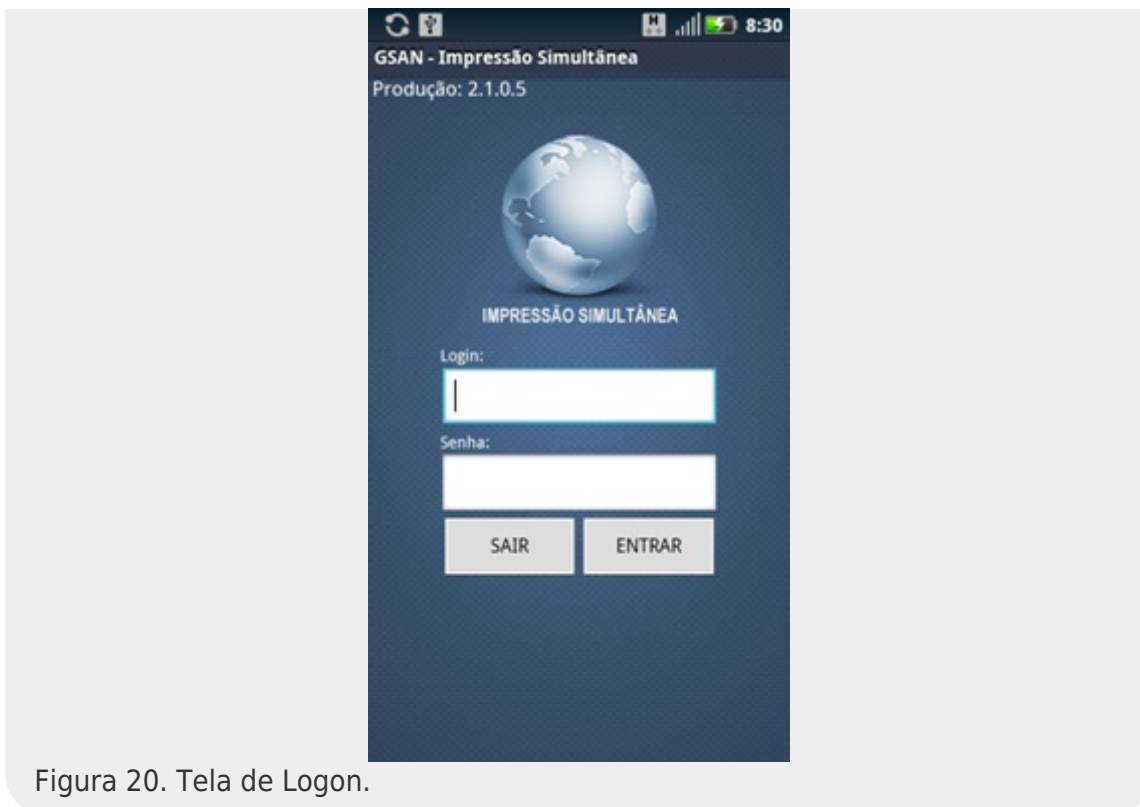 8:30
GSAN - Impressão Simultânea
Produção: 2.1.0.5
IMPRESSÃO SIMULTÂNEA
Login:
Senha:
SAIR ENTRAR
Figura 20. Tela de Logon.